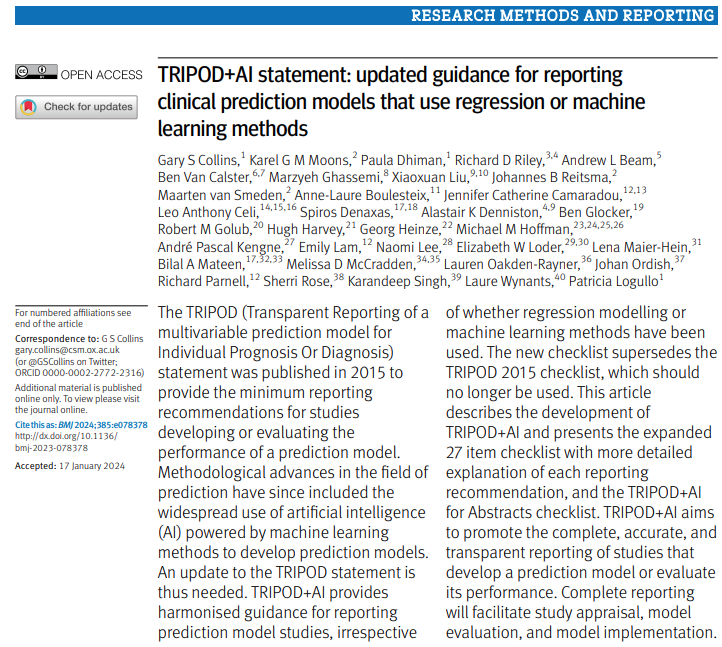 RESEARCH METHODS AND REPORTING
OPEN ACCESS
Check for updates
TRIPOD+AI statement: updated guidance for reporting
clinical prediction models that use regression or machine
learning methods
Gary S Collins,1 Karel G M Moons,2 Paula Dhiman,1 Richard D Riley,3,4 Andrew L Beam,5
Ben Van Calster,6,7 Marzyeh Ghassemi,8 Xiaoxuan Liu,9,10 Johannes B Reitsma,2
Maarten van Smeden,2 Anne-Laure Boulesteix,11 Jennifer Catherine Camaradou,12,13
Leo Anthony Celi,14,15,16 Spiros Denaxas,17,18 Alastair K Denniston,4,9 Ben Glocker,19
Robert M Golub,20 Hugh Harvey,21 Georg Heinze,22 Michael M Hoffman,23,24,25,26
André Pascal Kengne,27 Emily Lam,12 Naomi Lee,28 Elizabeth W Loder,29,30 Lena Maier-Hein,31
Bilal A Mateen,17,32,33 Melissa D McCradden,34,35 Lauren Oakden-Rayner,36 Johan Ordish,37
Richard Parnell,12 Sherri Rose,38 Karandeep Singh,39 Laure Wynants,40 Patricia Logullo1
For numbered affiliations see
end of the article
Correspondence to: G S Collins
gary.collins@csm.ox.ac.uk
(or @GSCollins on Twitter;
ORCID 0000-0002-2772-2316)
Additional material is published
online only. To view please visit
the journal online.
Cite this as: BMJ 2024;385:e078378
http://dx.doi.org/10.1136/
bmj-2023-078378
Accepted: 17 January 2024
The TRIPOD (Transparent Reporting of a
multivariable prediction model for
Individual Prognosis Or Diagnosis)
statement was published in 2015 to
provide the minimum reporting
recommendations for studies
developing or evaluating the
performance of a prediction model.
Methodological advances in the field of
prediction have since included the
widespread use of artificial intelligence
(AI) powered by machine learning
methods to develop prediction models.
An update to the TRIPOD statement is
thus needed. TRIPOD+AI provides
harmonised guidance for reporting
prediction model studies, irrespective
of whether regression modelling or
machine learning methods have been
used. The new checklist supersedes the
TRIPOD 2015 checklist, which should
no longer be used. This article
describes the development of
TRIPOD+AI and presents the expanded
27 item checklist with more detailed
explanation of each reporting
recommendation, and the TRIPOD+AI
for Abstracts checklist. TRIPOD+AI aims
to promote the complete, accurate, and
transparent reporting of studies that
develop a prediction model or evaluate
its performance. Complete reporting
will facilitate study appraisal, model
evaluation, and model implementation.